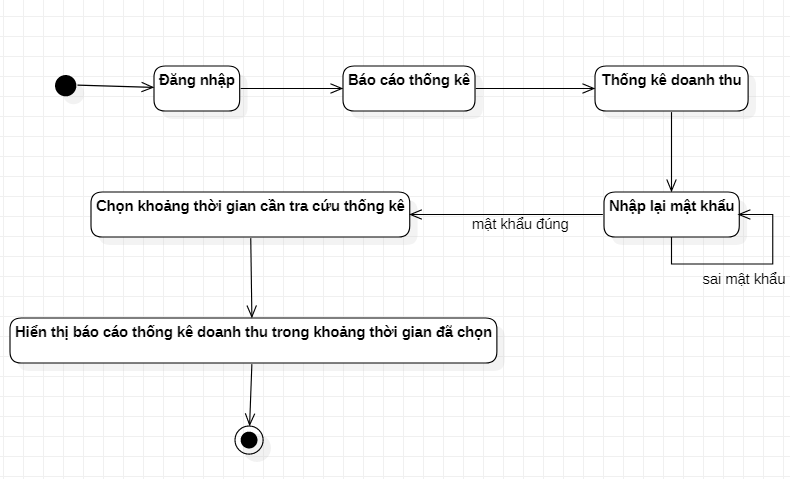 Đăng nhập
Báo cáo thống kê
Thống kê doanh thu
Nhập lại mật khẩu
sai mật khẩu
mật khẩu đúng
Chọn khoảng thời gian cần tra cứu thống kê
Hiển thị báo cáo thống kê doanh thu trong khoảng thời gian đã chọn